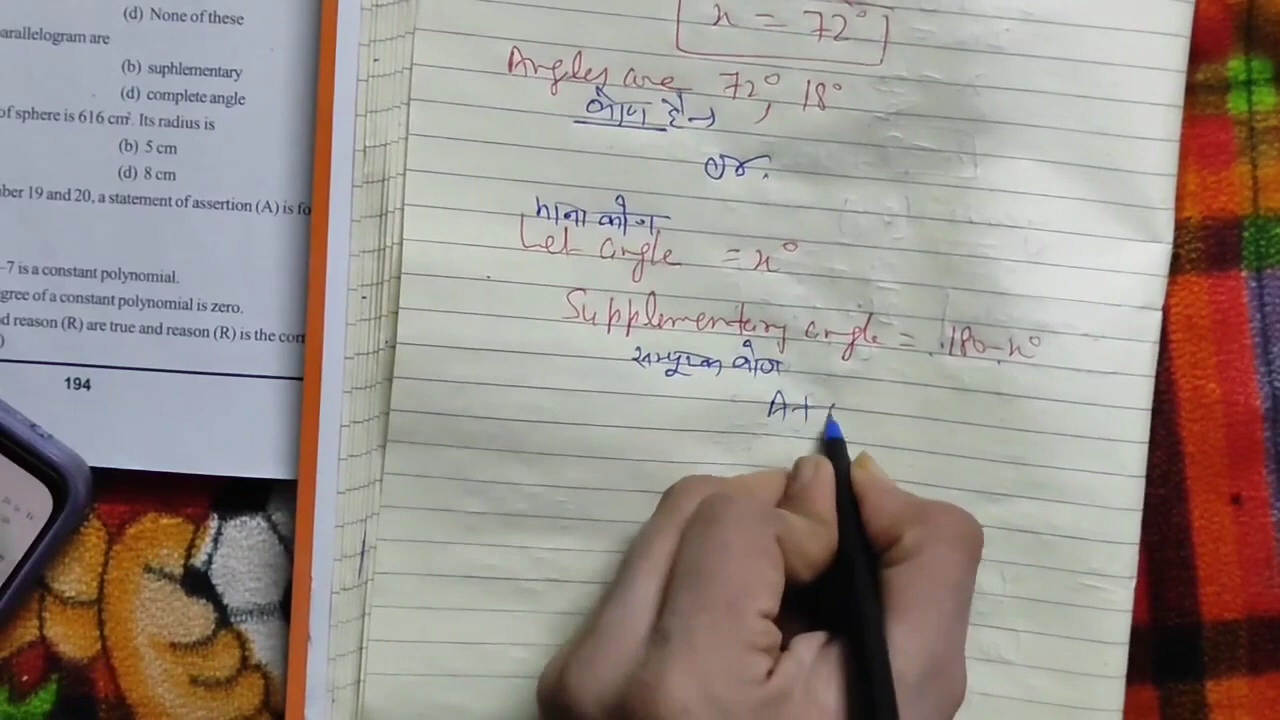 (d) None of these
arallelogram are
(b) suphlementary
(d) complete angle
of sphere is 616 cm². Its radius is
(b) 5 cm
(d) 8 cm
ber 19 and 20, a statement of assertion (A) is fo
-7 is a constant polynomial.
gree of a constant polynomial is zero.
d reason (R) are true and reason (R) is the corr
)
194
x = 72°
Angles are 72°, 18°
कोण है→
or.
माना कोण
Let angle = x°
Supplementary angle = 180-x°
सम्पूरक कोण
A+